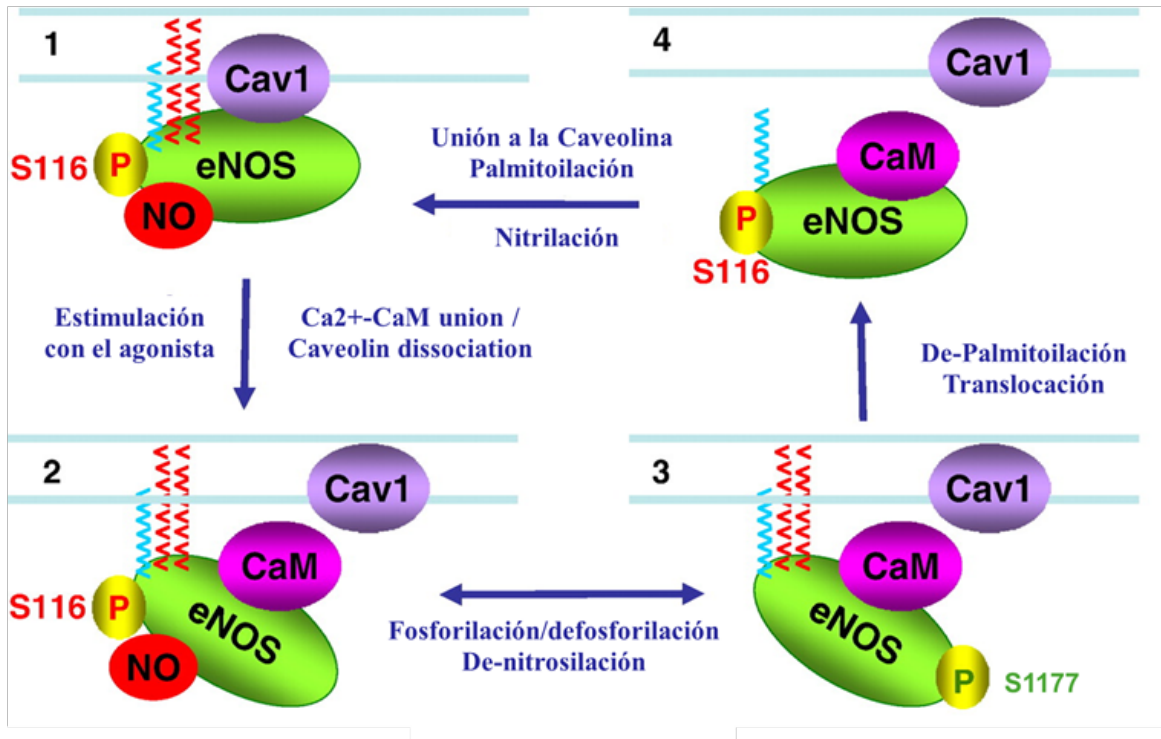 1
Cav1
S116
P
eNOS
NO
Unión a la Caveolina
Palmitoilación
Nitrilación
4
Cav1
CaM
P
eNOS
S116
Estimulación
con el agonista
Ca2+-CaM union /
Caveolin dissociation
De-Palmitoilación
Translocación
2
Cav1
CaM
S116
P
eNOS
NO
Fosforilación/defosforilación
De-nitrosilación
3
Cav1
CaM
eNOS
P
S1177